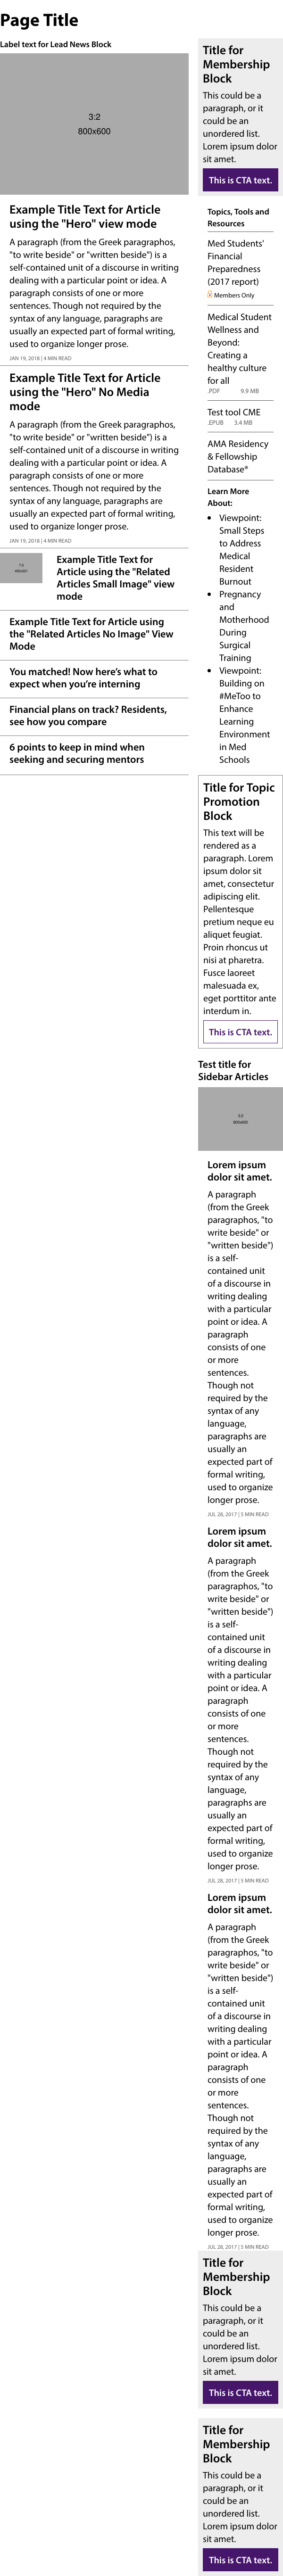 Page Title
Label text for Lead News Block
3:2
800x600
Example Title Text for Article
using the "Hero" view mode
A paragraph (from the Greek paragraphos,
"to write beside" or "written beside") is a
self-contained unit of a discourse in writing
dealing with a particular point or idea. A
paragraph consists of one or more
sentences. Though not required by the
syntax of any language, paragraphs are
usually an expected part of formal writing,
used to organize longer prose.
JAN 19, 2018 | 4 MIN READ
Example Title Text for Article
using the "Hero" No Media
mode
A paragraph (from the Greek paragraphos,
"to write beside" or "written beside") is a
self-contained unit of a discourse in writing
dealing with a particular point or idea. A
paragraph consists of one or more
sentences. Though not required by the
syntax of any language, paragraphs are
usually an expected part of formal writing,
used to organize longer prose.
JAN 19, 2018 | 4 MIN READ
Example Title Text for
Article using the "Related
Articles Small Image" view
mode
Example Title Text for Article using
the "Related Articles No Image" View
Mode
You matched! Now here's what to
expect when you're interning
Financial plans on track? Residents,
see how you compare
6 points to keep in mind when
seeking and securing mentors
Title for
Membership
Block
This could be a
paragraph, or it
could be an
unordered list.
Lorem ipsum dolor
sit amet.
This is CTA text.
Topics, Tools and
Resources
Med Students'
Financial
Preparedness
(2017 report)
Members Only
Medical Student
Wellness and
Beyond:
Creating a
healthy culture
for all
.PDF 9.9 MB
Test tool CME
.EPUB 3.4 MB
AMA Residency
& Fellowship
Database®
Learn More
About:
• Viewpoint:
Small Steps
to Address
Medical
Resident
Burnout
• Pregnancy
and
Motherhood
During
Surgical
Training
• Viewpoint:
Building on
#MeToo to
Enhance
Learning
Environment
in Med
Schools
Title for Topic
Promotion
Block
This text will be
rendered as a
paragraph. Lorem
ipsum dolor sit
amet, consectetur
adipiscing elit.
Pellentesque
pretium neque eu
aliquet feugiat.
Proin rhoncus ut
nisi at pharetra.
Fusce laoreet
malesuada ex,
eget porttitor ante
interdum in.
This is CTA text.
Test title for
Sidebar Articles
800x600
Lorem ipsum
dolor sit amet.
A paragraph
(from the Greek
paragraphos, "to
write beside" or
"written beside")
is a self-
contained unit
of a discourse in
writing dealing
with a particular
point or idea. A
paragraph
consists of one
or more
sentences.
Though not
required by the
syntax of any
language,
paragraphs are
usually an
expected part of
formal writing,
used to organize
longer prose.
JUL 28, 2017 | 5 MIN READ
Lorem ipsum
dolor sit amet.
A paragraph
(from the Greek
paragraphos, "to
write beside" or
"written beside")
is a self-
contained unit
of a discourse in
writing dealing
with a particular
point or idea. A
paragraph
consists of one
or more
sentences.
Though not
required by the
syntax of any
language,
paragraphs are
usually an
expected part of
formal writing,
used to organize
longer prose.
JUL 28, 2017 | 5 MIN READ
Lorem ipsum
dolor sit amet.
A paragraph
(from the Greek
paragraphos, "to
write beside" or
"written beside")
is a self-
contained unit
of a discourse in
writing dealing
with a particular
point or idea. A
paragraph
consists of one
or more
sentences.
Though not
required by the
syntax of any
language,
paragraphs are
usually an
expected part of
formal writing,
used to organize
longer prose.
JUL 28, 2017 | 5 MIN READ
Title for
Membership
Block
This could be a
paragraph, or it
could be an
unordered list.
Lorem ipsum dolor
sit amet.
This is CTA text.
Title for
Membership
Block
This could be a
paragraph, or it
could be an
unordered list.
Lorem ipsum dolor
sit amet.
This is CTA text.